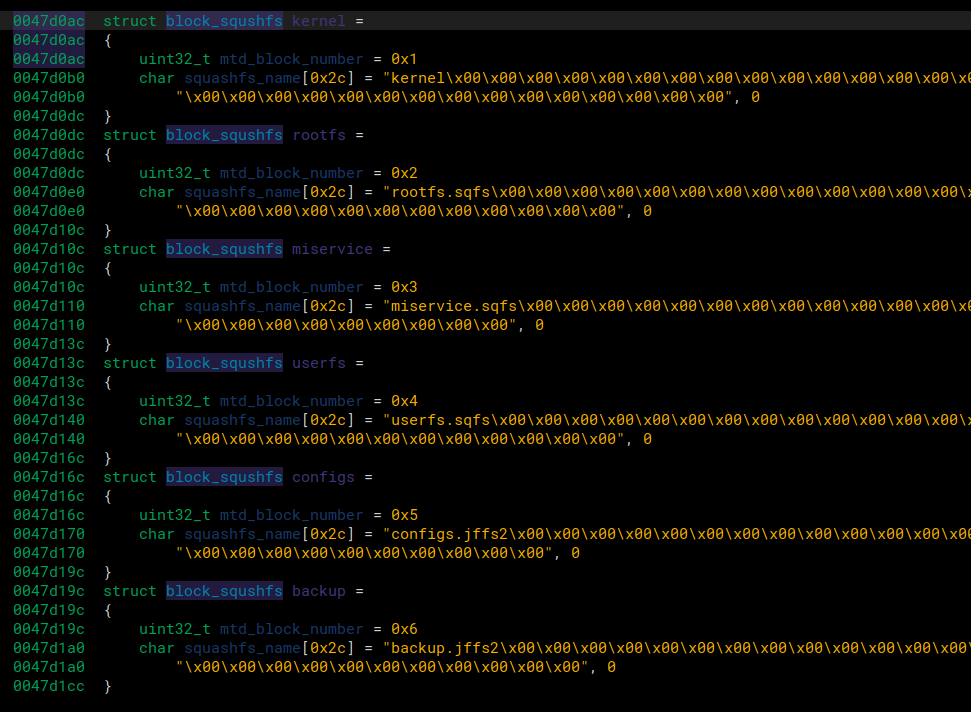 0047d0ac  struct block_squshfs kernel =
0047d0ac  {
0047d0ac      uint32_t mtd_block_number = 0x1
0047d0b0      char squashfs_name[0x2c] = "kernel\x00\x00\x00\x00\x00\x00\x00\x00\x00\x00\x00\x00\x00\x00\x0
0047d0b0          "\x00\x00\x00\x00\x00\x00\x00\x00\x00\x00\x00\x00\x00\x00\x00", 0
0047d0dc  }
0047d0dc  struct block_squshfs rootfs =
0047d0dc  {
0047d0dc      uint32_t mtd_block_number = 0x2
0047d0e0      char squashfs_name[0x2c] = "rootfs.sqfs\x00\x00\x00\x00\x00\x00\x00\x00\x00\x00\x00\x00\x00\
0047d0e0          "\x00\x00\x00\x00\x00\x00\x00\x00\x00\x00\x00\x00", 0
0047d10c  }
0047d10c  struct block_squshfs miservice =
0047d10c  {
0047d10c      uint32_t mtd_block_number = 0x3
0047d110      char squashfs_name[0x2c] = "miservice.sqfs\x00\x00\x00\x00\x00\x00\x00\x00\x00\x00\x00\x00\x0
0047d110          "\x00\x00\x00\x00\x00\x00\x00\x00\x00", 0
0047d13c  }
0047d13c  struct block_squshfs userfs =
0047d13c  {
0047d13c      uint32_t mtd_block_number = 0x4
0047d140      char squashfs_name[0x2c] = "userfs.sqfs\x00\x00\x00\x00\x00\x00\x00\x00\x00\x00\x00\x00\x00\
0047d140          "\x00\x00\x00\x00\x00\x00\x00\x00\x00\x00\x00\x00", 0
0047d16c  }
0047d16c  struct block_squshfs configs =
0047d16c  {
0047d16c      uint32_t mtd_block_number = 0x5
0047d170      char squashfs_name[0x2c] = "configs.jffs2\x00\x00\x00\x00\x00\x00\x00\x00\x00\x00\x00\x00\x00
0047d170          "\x00\x00\x00\x00\x00\x00\x00\x00\x00\x00", 0
0047d19c  }
0047d19c  struct block_squshfs backup =
0047d19c  {
0047d19c      uint32_t mtd_block_number = 0x6
0047d1a0      char squashfs_name[0x2c] = "backup.jffs2\x00\x00\x00\x00\x00\x00\x00\x00\x00\x00\x00\x00\x00\
0047d1a0          "\x00\x00\x00\x00\x00\x00\x00\x00\x00\x00\x00", 0
0047d1cc  }